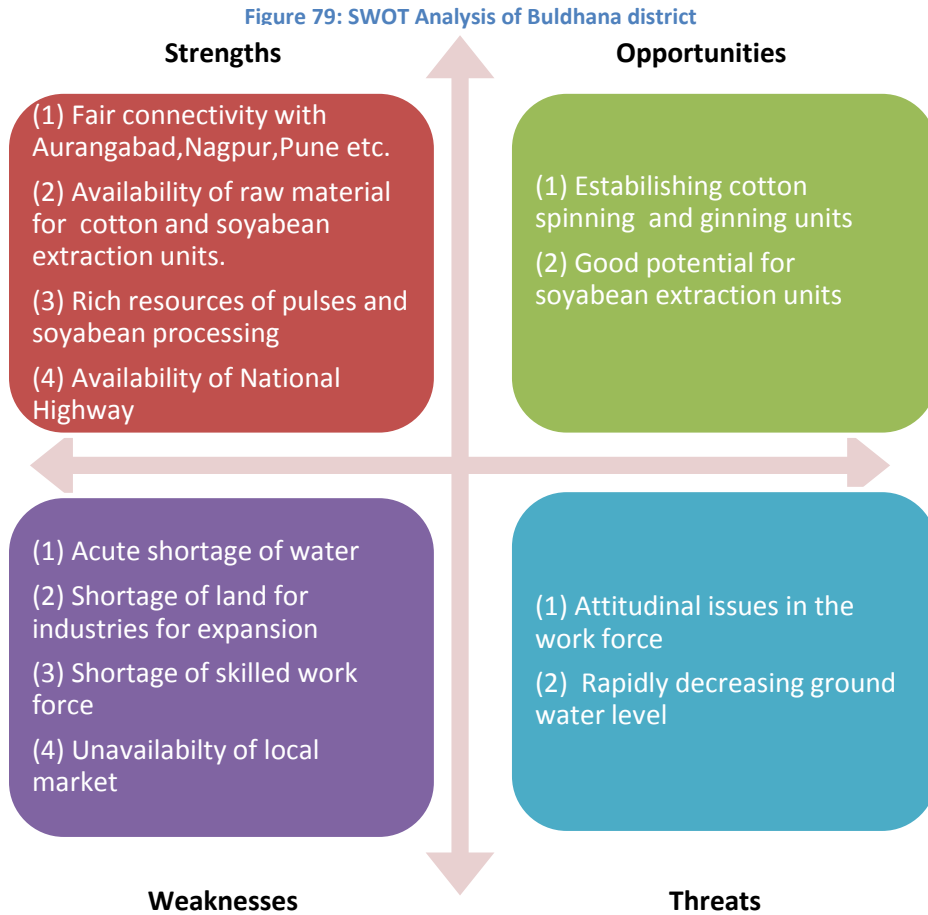 Figure 79: SWOT Analysis of Buldhana district
Strengths
(1) Fair connectivity with
Aurangabad,Nagpur,Pune etc.
(2) Availability of raw material
for cotton and soyabean
extraction units.
(3) Rich resources of pulses and
soyabean processing
(4) Availability of National
Highway
Opportunities
(1) Estabilishing cotton
spinning and ginning units
(2) Good potential for
soyabean extraction units
(1) Acute shortage of water
(2) Shortage of land for
industries for expansion
(3) Shortage of skilled work
force
(4) Unavailabilty of local
market
Weaknesses
(1) Attitudinal issues in the
work force
(2) Rapidly decreasing ground
water level
Threats